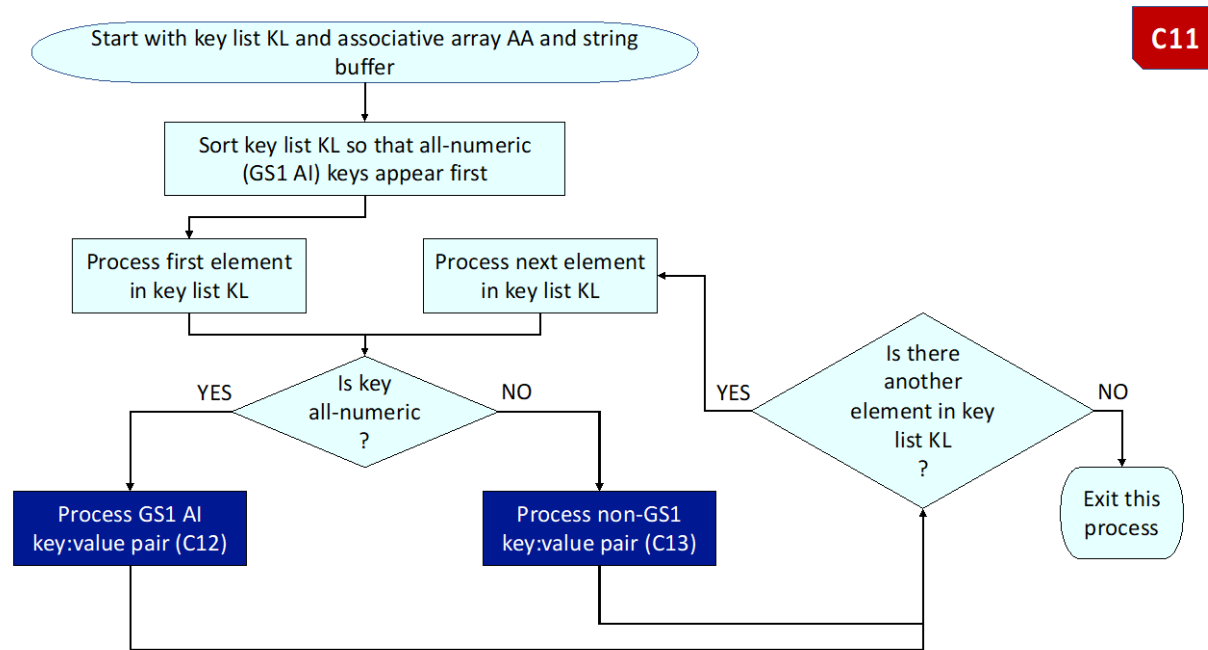 Start with key list KL and associative array AA and string
buffer
C11
Sort key list KL so that all-numeric
(GS1 AI) keys appear first
Process first element
in key list KL
Process next element
in key list KL
Is key
all-numeric
?
YES
NO
Is there
another
element in key
list KL
?
YES
NO
Process GS1 AI
key:value pair (C12)
Process non-GS1
key:value pair (C13)
Exit this
process